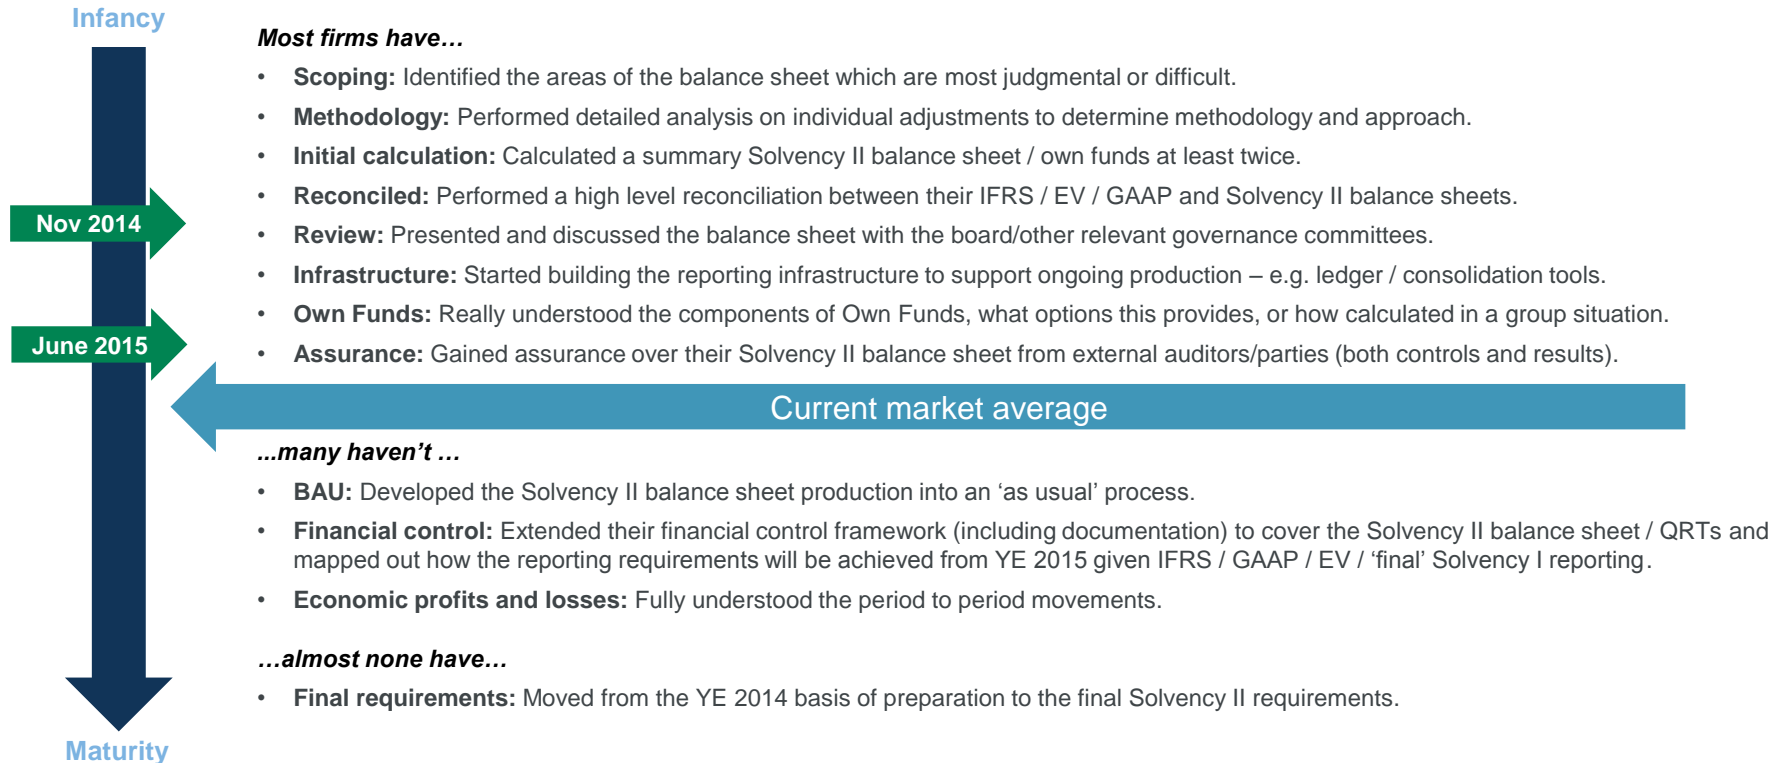 Infancy
Most firms have…
• Scoping: Identified the areas of the balance sheet which are most judgmental or difficult.
• Methodology: Performed detailed analysis on individual adjustments to determine methodology and approach.
• Initial calculation: Calculated a summary Solvency II balance sheet / own funds at least twice.
• Reconciled: Performed a high level reconciliation between their IFRS / EV / GAAP and Solvency II balance sheets.
Nov 2014
• Review: Presented and discussed the balance sheet with the board/other relevant governance committees.
• Infrastructure: Started building the reporting infrastructure to support ongoing production – e.g. ledger / consolidation tools.
• Own Funds: Really understood the components of Own Funds, what options this provides, or how calculated in a group situation.
June 2015
• Assurance: Gained assurance over their Solvency II balance sheet from external auditors/parties (both controls and results).
Current market average
...many haven’t …
• BAU: Developed the Solvency II balance sheet production into an ‘as usual’ process.
• Financial control: Extended their financial control framework (including documentation) to cover the Solvency II balance sheet / QRTs and
mapped out how the reporting requirements will be achieved from YE 2015 given IFRS / GAAP / EV / ‘final’ Solvency I reporting.
• Economic profits and losses: Fully understood the period to period movements.
…almost none have…
• Final requirements: Moved from the YE 2014 basis of preparation to the final Solvency II requirements.
Maturity